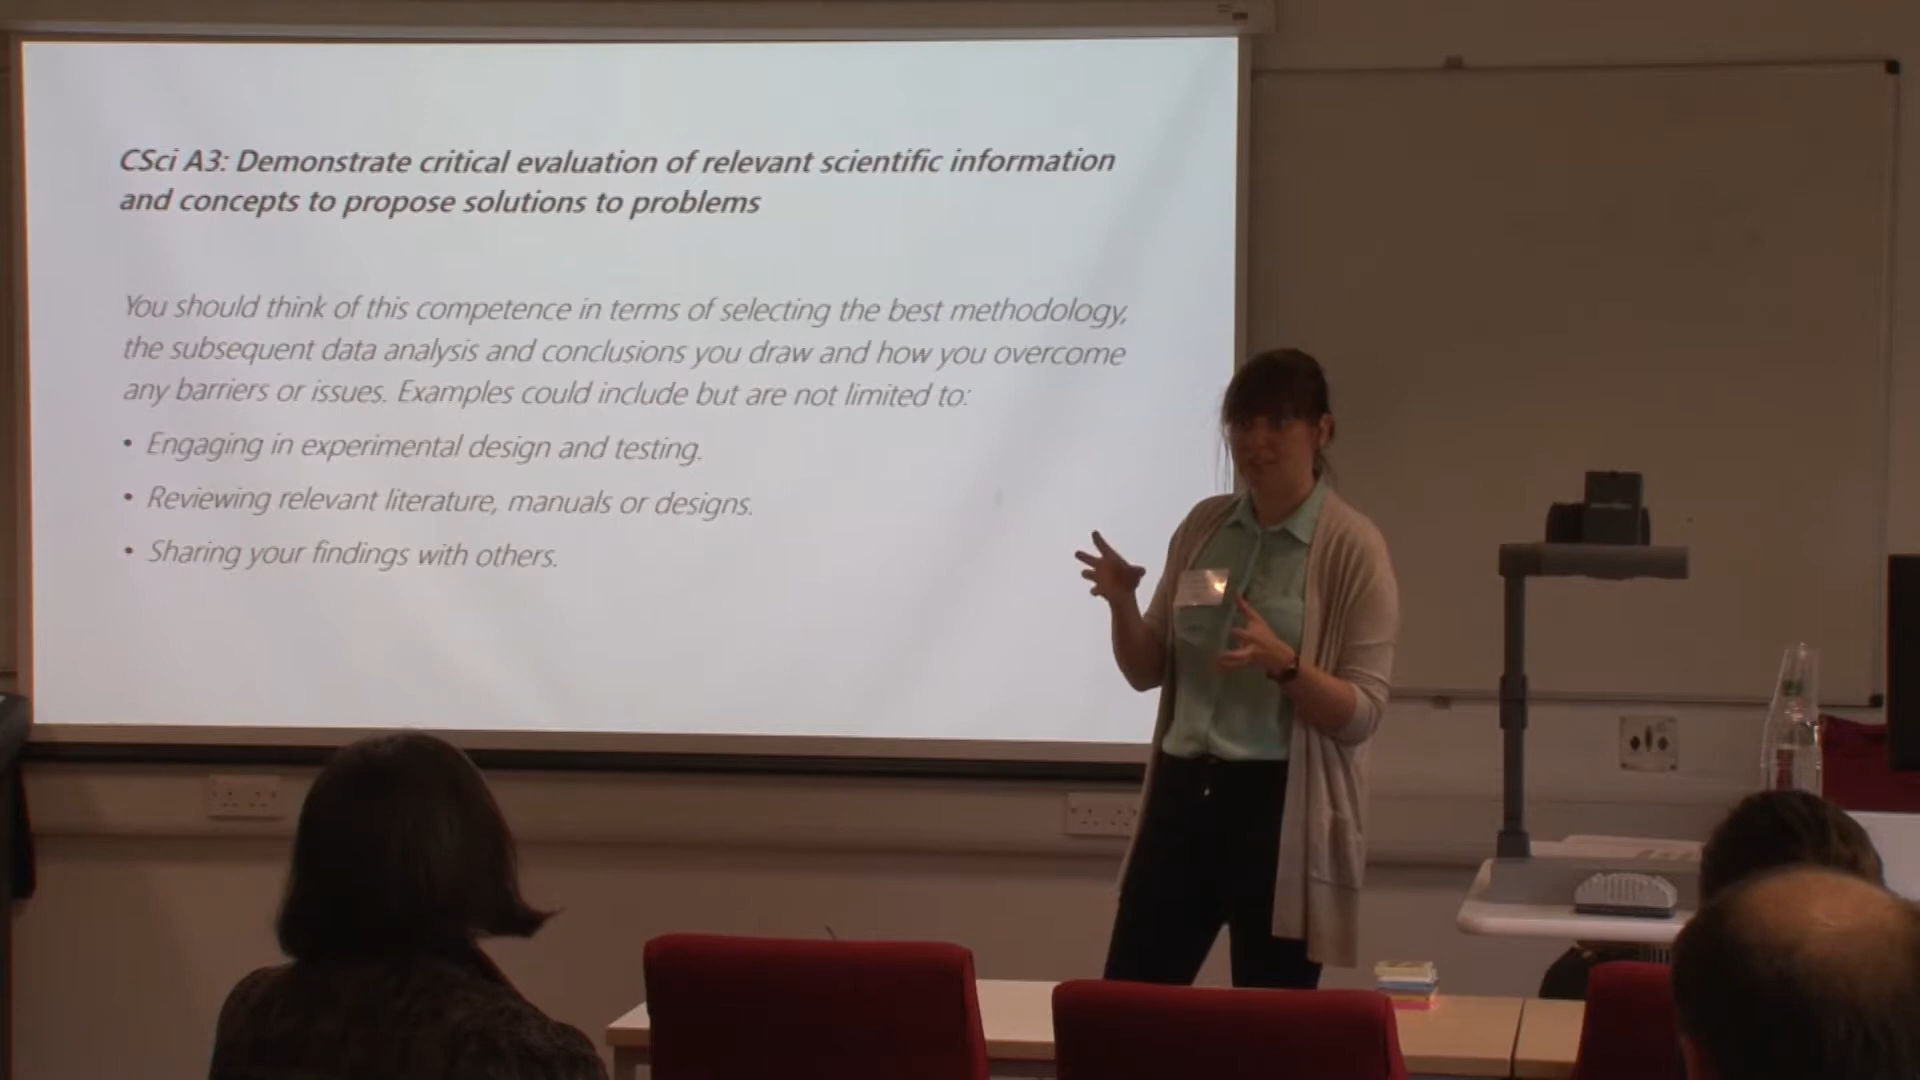 CSci A3: Demonstrate critical evaluation of relevant scientific information
and concepts to propose solutions to problems
You should think of this competence in terms of selecting the best methodology,
the subsequent data analysis and conclusions you draw and how you overcome
any barriers or issues. Examples could include but are not limited to:
• Engaging in experimental design and testing.
• Reviewing relevant literature, manuals or designs.
• Sharing your findings with others.